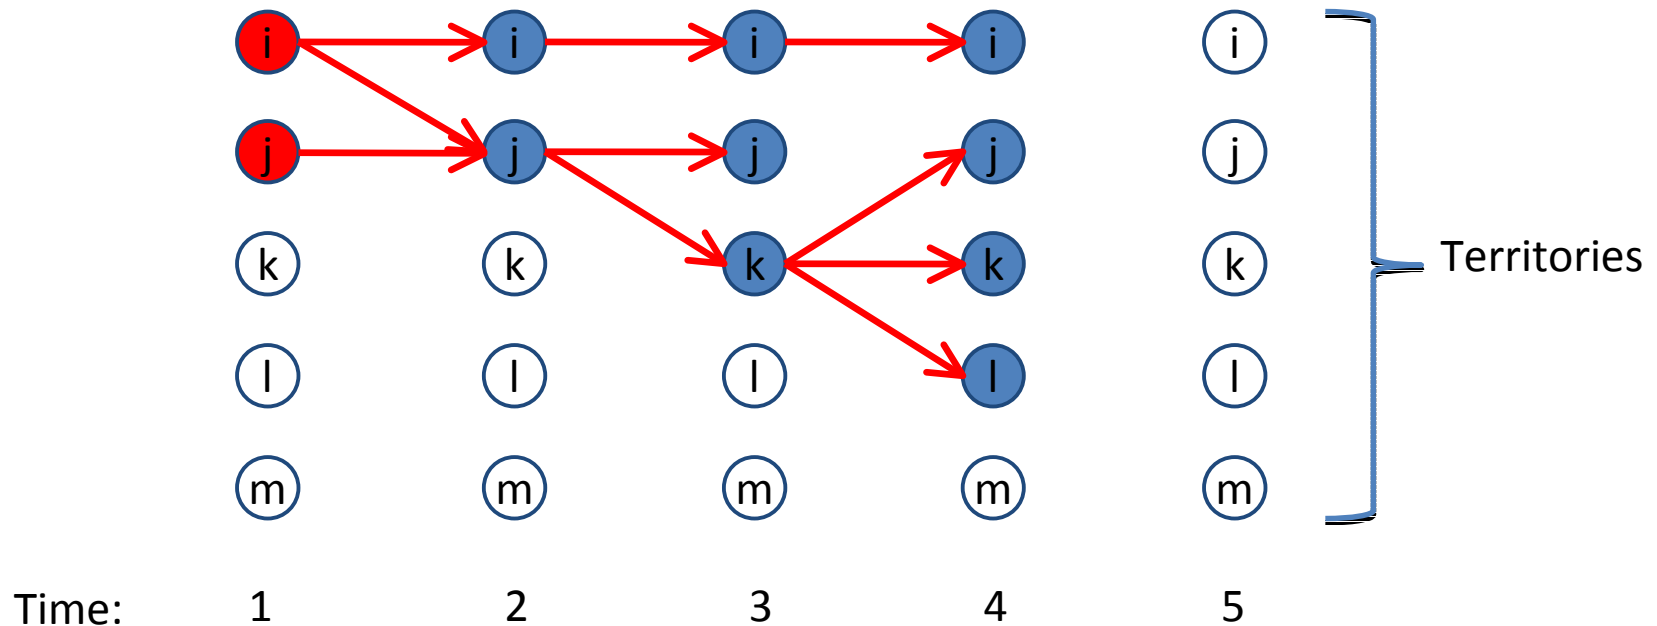 i i i i i
j j j j j
k k k k k Territories
l l l l l
m m m m m
Time: 1 2 3 4 5